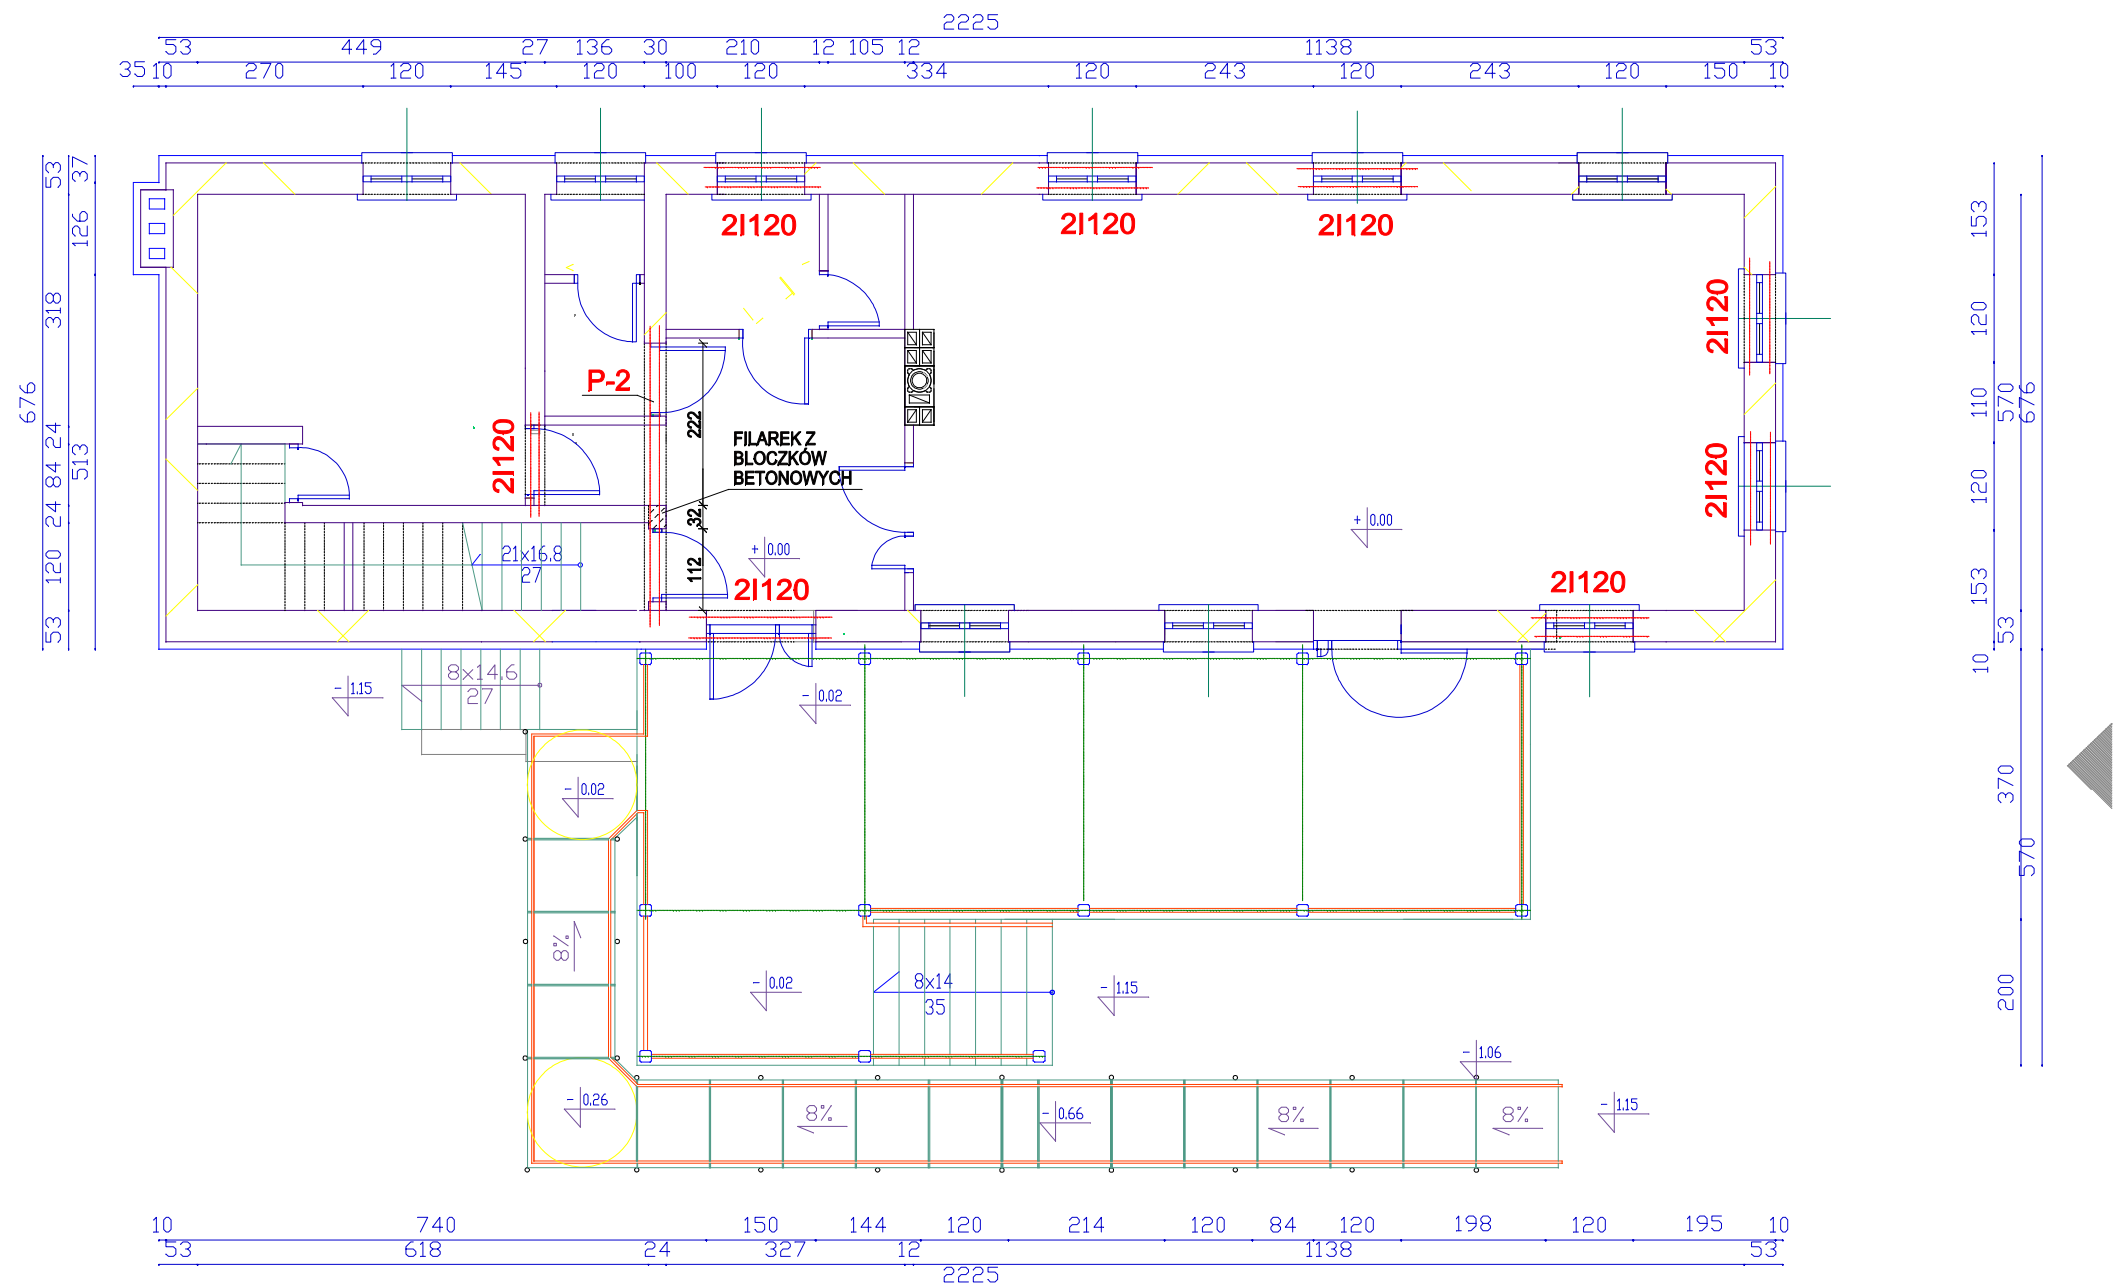 2225
53 449 27 136 30 210 12 105 12 1138 53
35 10 270 120 145 120 100 120 334 120 243 120 243 120 150 10
53
37
126
318
676
24
84
513
24
120
53
2I120
2I120
2I120
2I120
2I120
2I120
2I120
2I120
P-2
222
32
112
FILAREK Z
BLOCZKÓW
BETONOWYCH
21x16.8
27
+ 0.00
+ 0.00
153
120
110
570
676
120
153
53
10
370
570
200
8x14.6
27
- 1.15
- 0.02
- 0.02
8%
- 0.02
8x14
35
- 1.15
- 1.06
- 0.26
8%
- 0.66
8%
8%
- 1.15
10 740 150 144 120 214 120 84 120 198 120 195 10
53 618 24 327 12 1138 53
2225